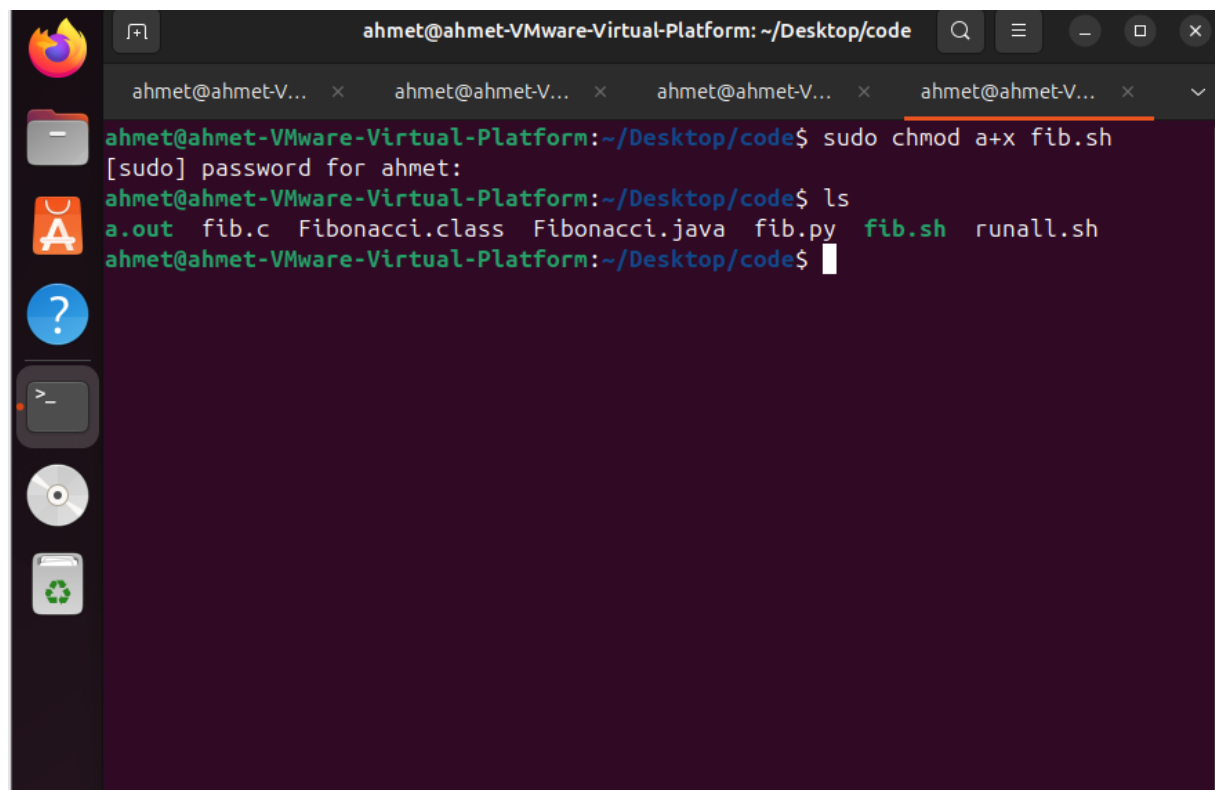 ahmet@ahmet-VMware-Virtual-Platform: ~/Desktop/code
ahmet@ahmet-V... ahmet@ahmet-V... ahmet@ahmet-V... ahmet@ahmet-V...
ahmet@ahmet-VMware-Virtual-Platform:~/Desktop/code$ sudo chmod a+x fib.sh
[sudo] password for ahmet:
ahmet@ahmet-VMware-Virtual-Platform:~/Desktop/code$ ls
a.out  fib.c  Fibonacci.class  Fibonacci.java  fib.py  fib.sh  runall.sh
ahmet@ahmet-VMware-Virtual-Platform:~/Desktop/code$